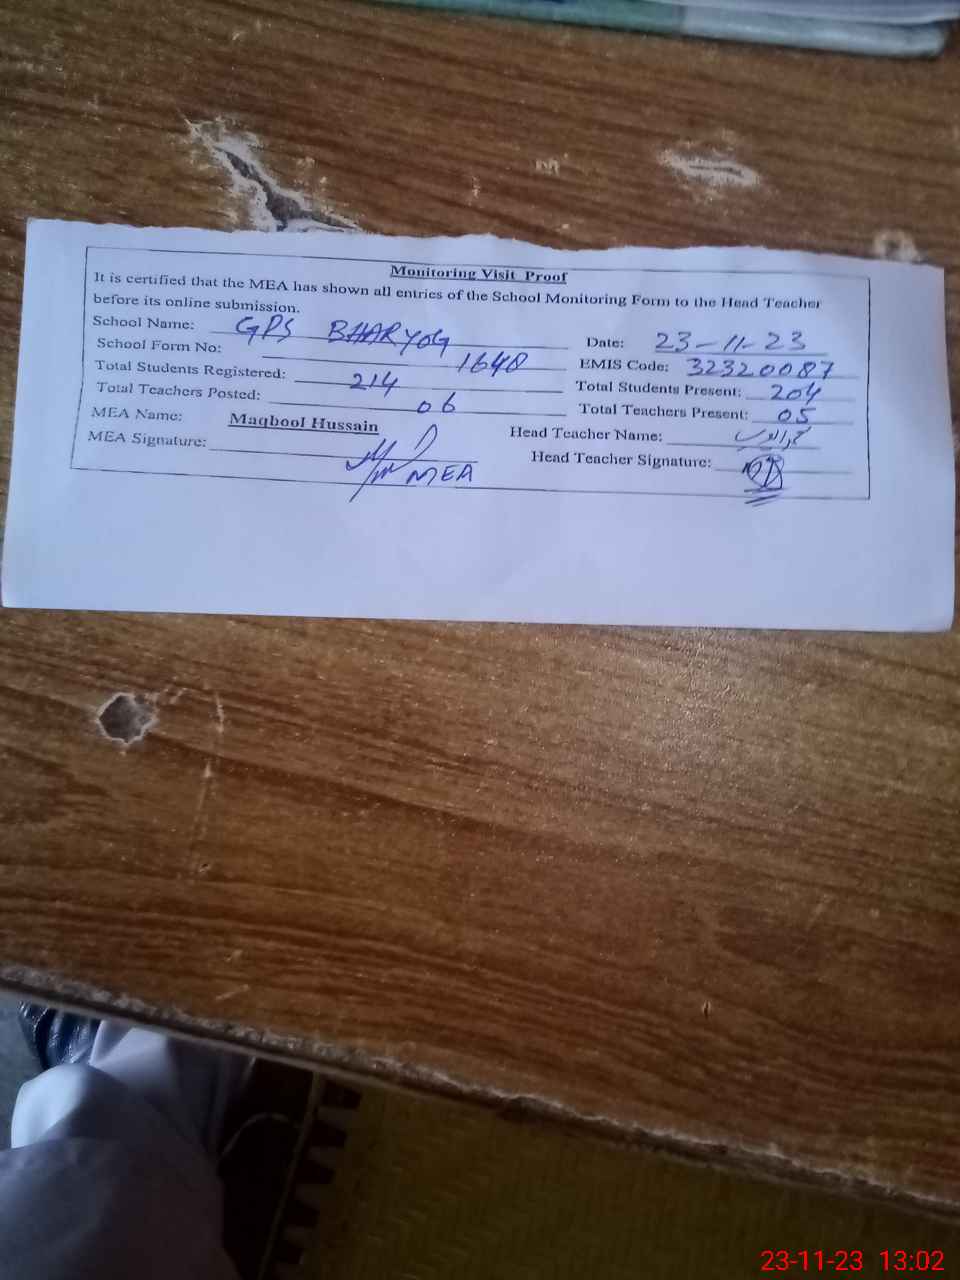 Monitoring Visit Proof
It is certified that the MEA has shown all entries of the School Monitoring Form to the Head Teacher
before its online submission.
School Name: GPS BHARYOG Date: 23-11-23
School Form No: 1640 EMIS Code: 32320087
Total Students Registered: 214 Total Students Present: 204
Total Teachers Posted: 06 Total Teachers Present: 05
MEA Name: Maqbool Hussain Head Teacher Name:
MEA Signature: MEA Head Teacher Signature:
23-11-23 13:02